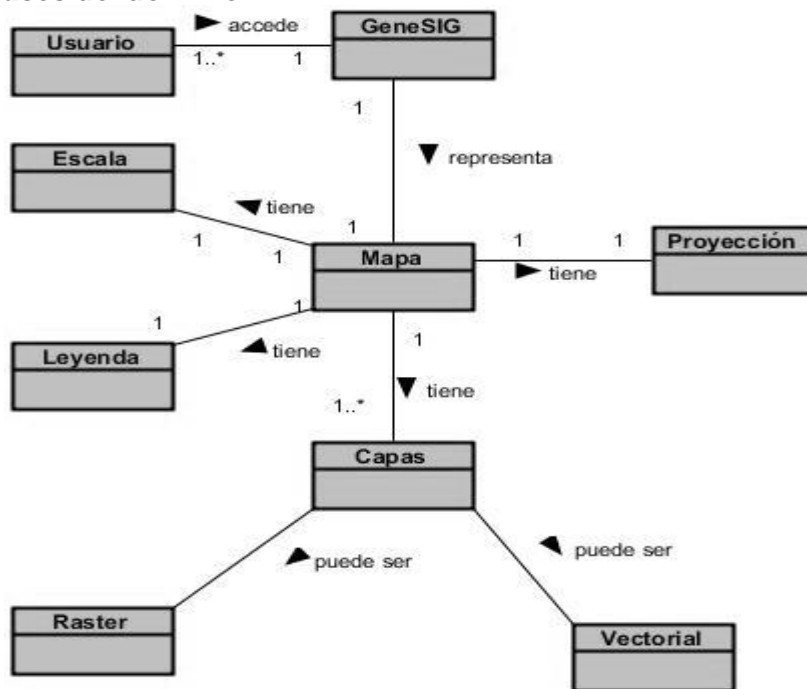 accede
GeneSIG
Usuario
1..*
1
1
Escala
representa
tiene
1
1
1
Mapa
1
1
Proyección
tiene
1
1
Leyenda
tiene
1
tiene
1..*
Capas
puede ser
puede ser
Raster
Vectorial